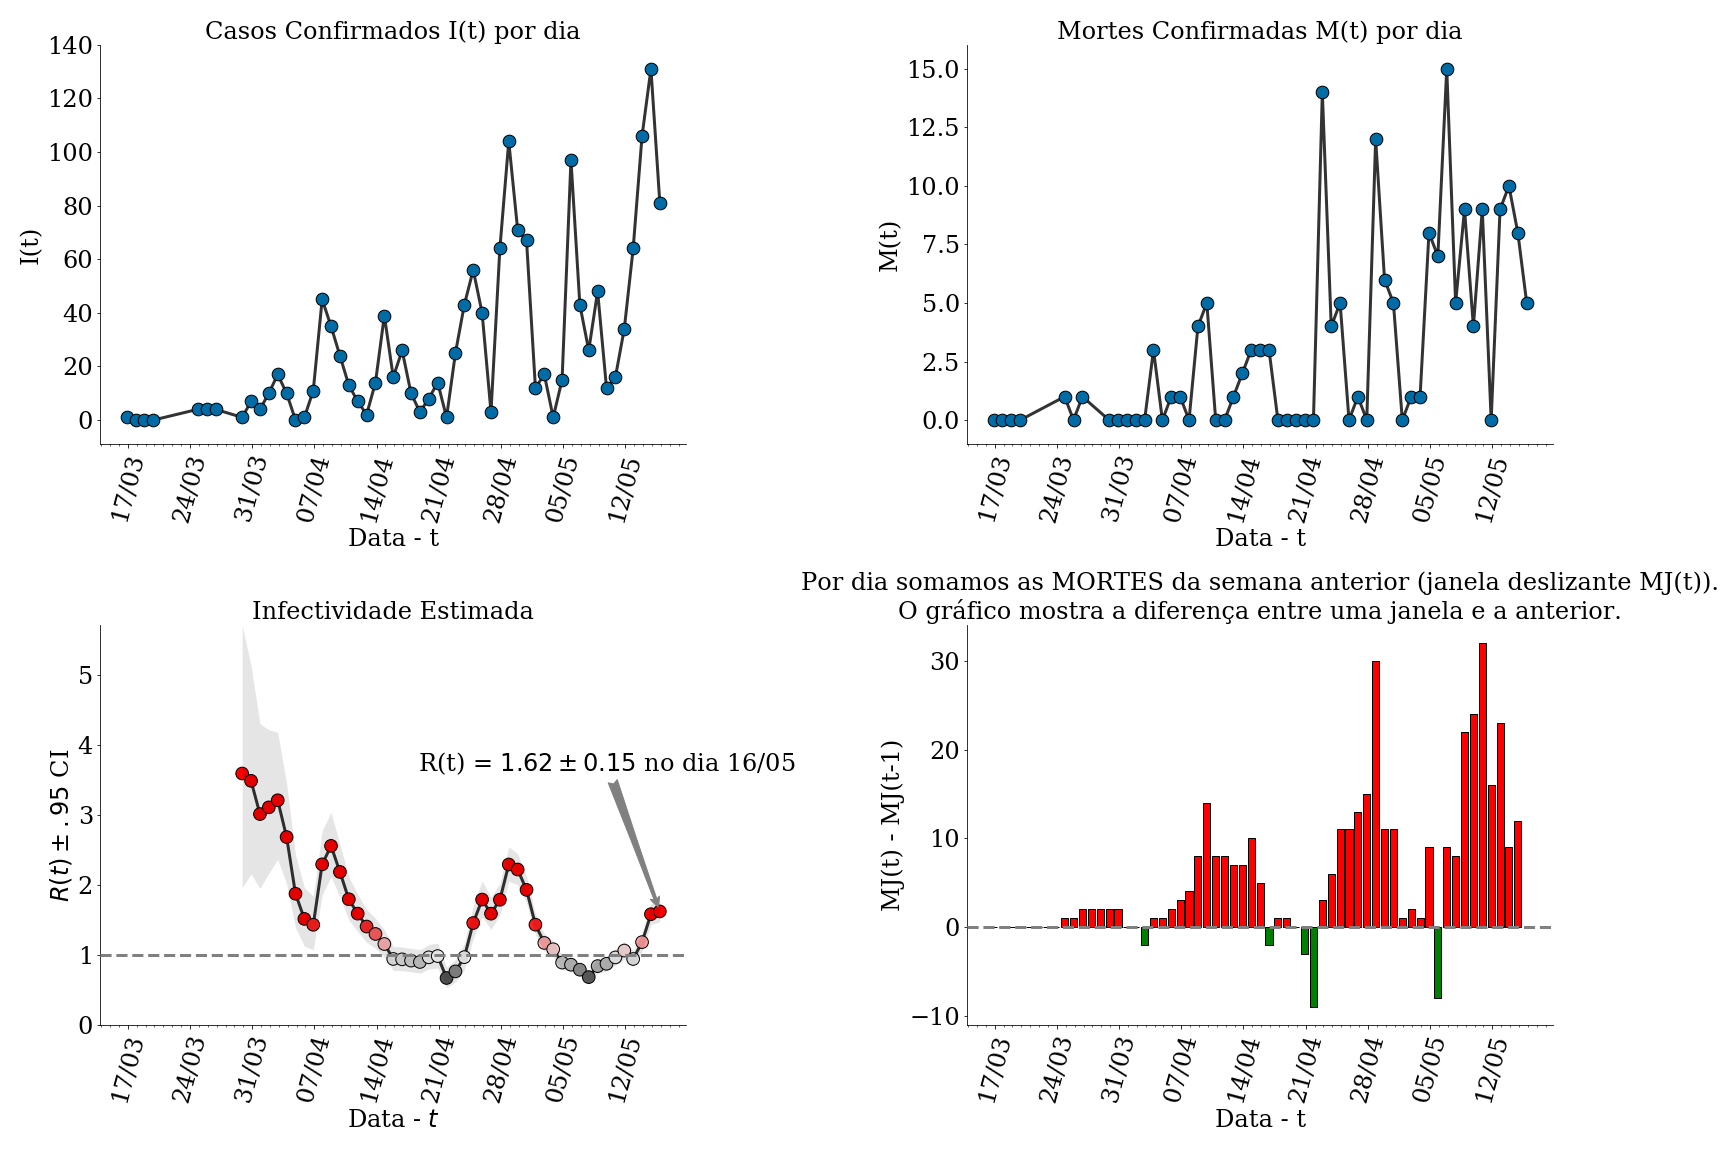 Casos Confirmados I(t) por dia
I(t)
140
120
100
80
60
40
20
0
17/03 24/03 31/03 07/04 14/04 21/04 28/04 05/05 12/05
Data - t
Mortes Confirmadas M(t) por dia
M(t)
15.0
12.5
10.0
7.5
5.0
2.5
0.0
17/03 24/03 31/03 07/04 14/04 21/04 28/04 05/05 12/05
Data - t
Infectividade Estimada
R(t) ± .95 CI
5
4
3
2
1
0
R(t) = 1.62 ± 0.15 no dia 16/05
17/03 24/03 31/03 07/04 14/04 21/04 28/04 05/05 12/05
Data - t
Por dia somamos as MORTES da semana anterior (janela deslizante MJ(t)).
O gráfico mostra a diferença entre uma janela e a anterior.
MJ(t) - MJ(t-1)
30
20
10
0
−10
17/03 24/03 31/03 07/04 14/04 21/04 28/04 05/05 12/05
Data - t